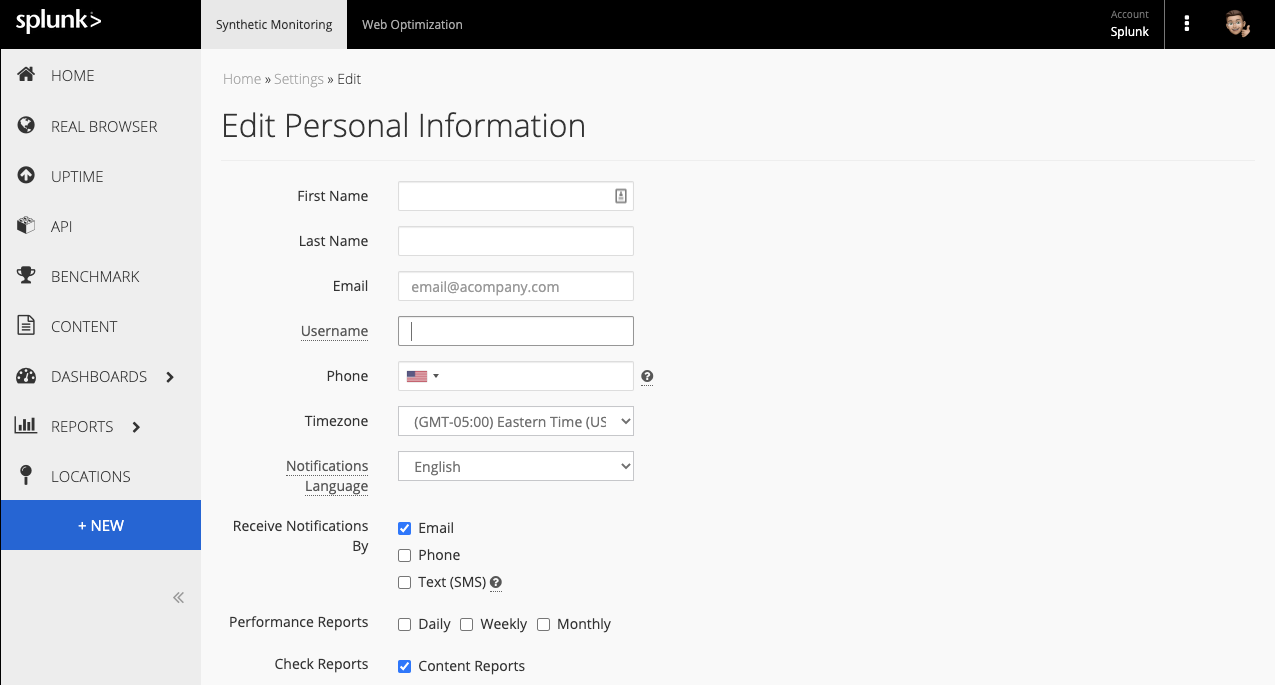 splunk>
Synthetic Monitoring
Web Optimization
Account
Splunk
HOME
REAL BROWSER
UPTIME
API
BENCHMARK
CONTENT
DASHBOARDS
REPORTS
LOCATIONS
+ NEW
«
Home » Settings » Edit
Edit Personal Information
First Name
Last Name
Email
email@acompany.com
Username
Phone
?
Timezone
(GMT-05:00) Eastern Time (US
Notifications
Language
English
Receive Notifications
By
Email
Phone
Text (SMS) ?
Performance Reports
Daily Weekly Monthly
Check Reports
Content Reports